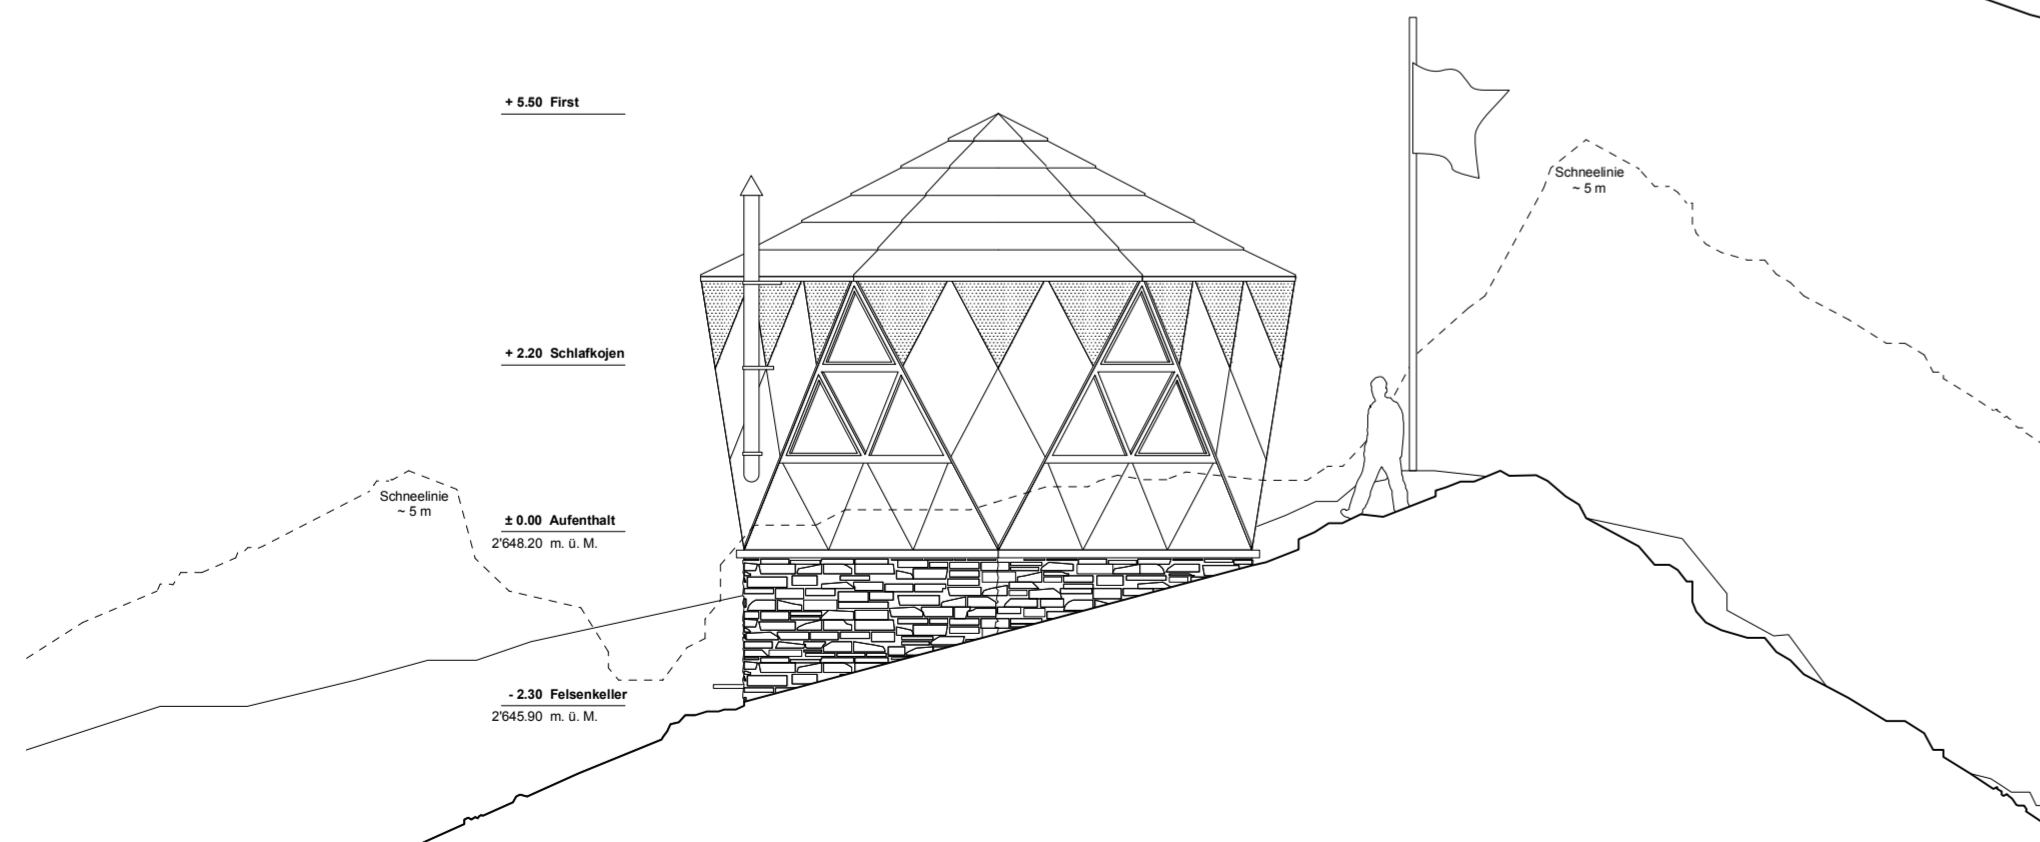 + 5.50 First
Schneelinie
~ 5 m
+ 2.20 Schlafkojen
Schneelinie
~ 5 m
± 0.00 Aufenthalt
2'648.20 m. ü. M.
- 2.30 Felsenkeller
2'645.90 m. ü. M.